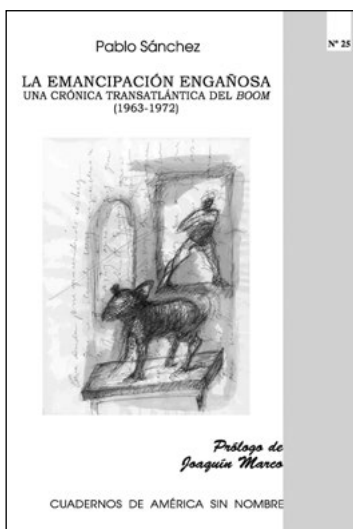 Pablo Sánchez
Nº 25
LA EMANCIPACIÓN ENGAÑOSA
UNA CRÓNICA TRANSATLÁNTICA DEL BOOM
(1963-1972)
Prólogo de
Joaquín Marco
CUADERNOS DE AMÉRICA SIN NOMBRE